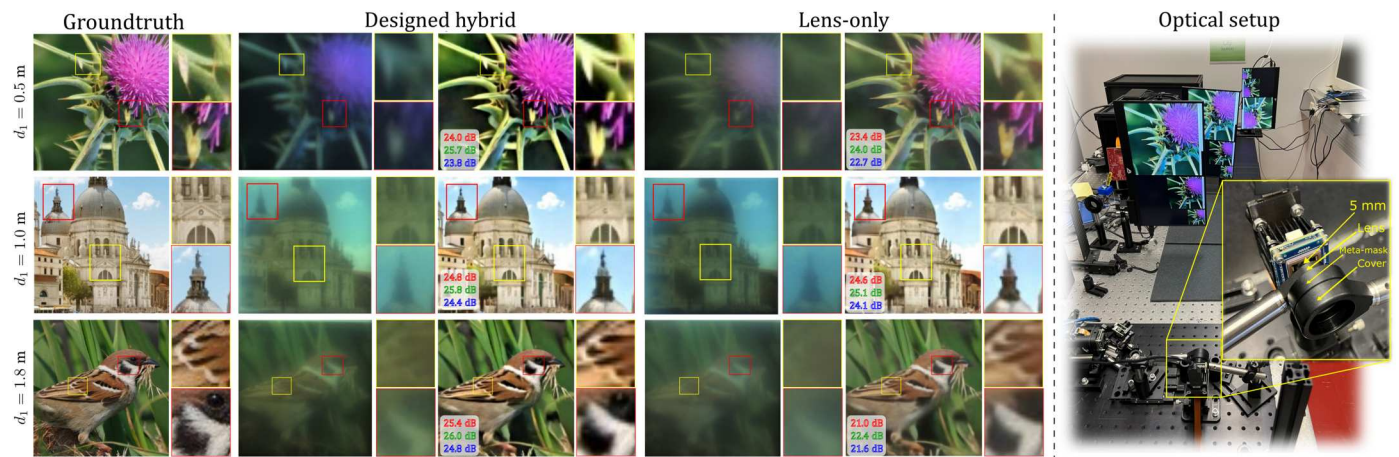 Groundtruth
Designed hybrid
Lens-only
Optical setup
d₁ = 0.5 m
24.0 dB
25.7 dB
23.8 dB
23.4 dB
24.0 dB
22.7 dB
d₁ = 1.0 m
24.8 dB
25.8 dB
24.4 dB
24.6 dB
25.1 dB
24.1 dB
d₁ = 1.8 m
25.4 dB
26.0 dB
24.8 dB
21.0 dB
22.4 dB
21.6 dB
5 mm
Lens
Meta-mask
Cover